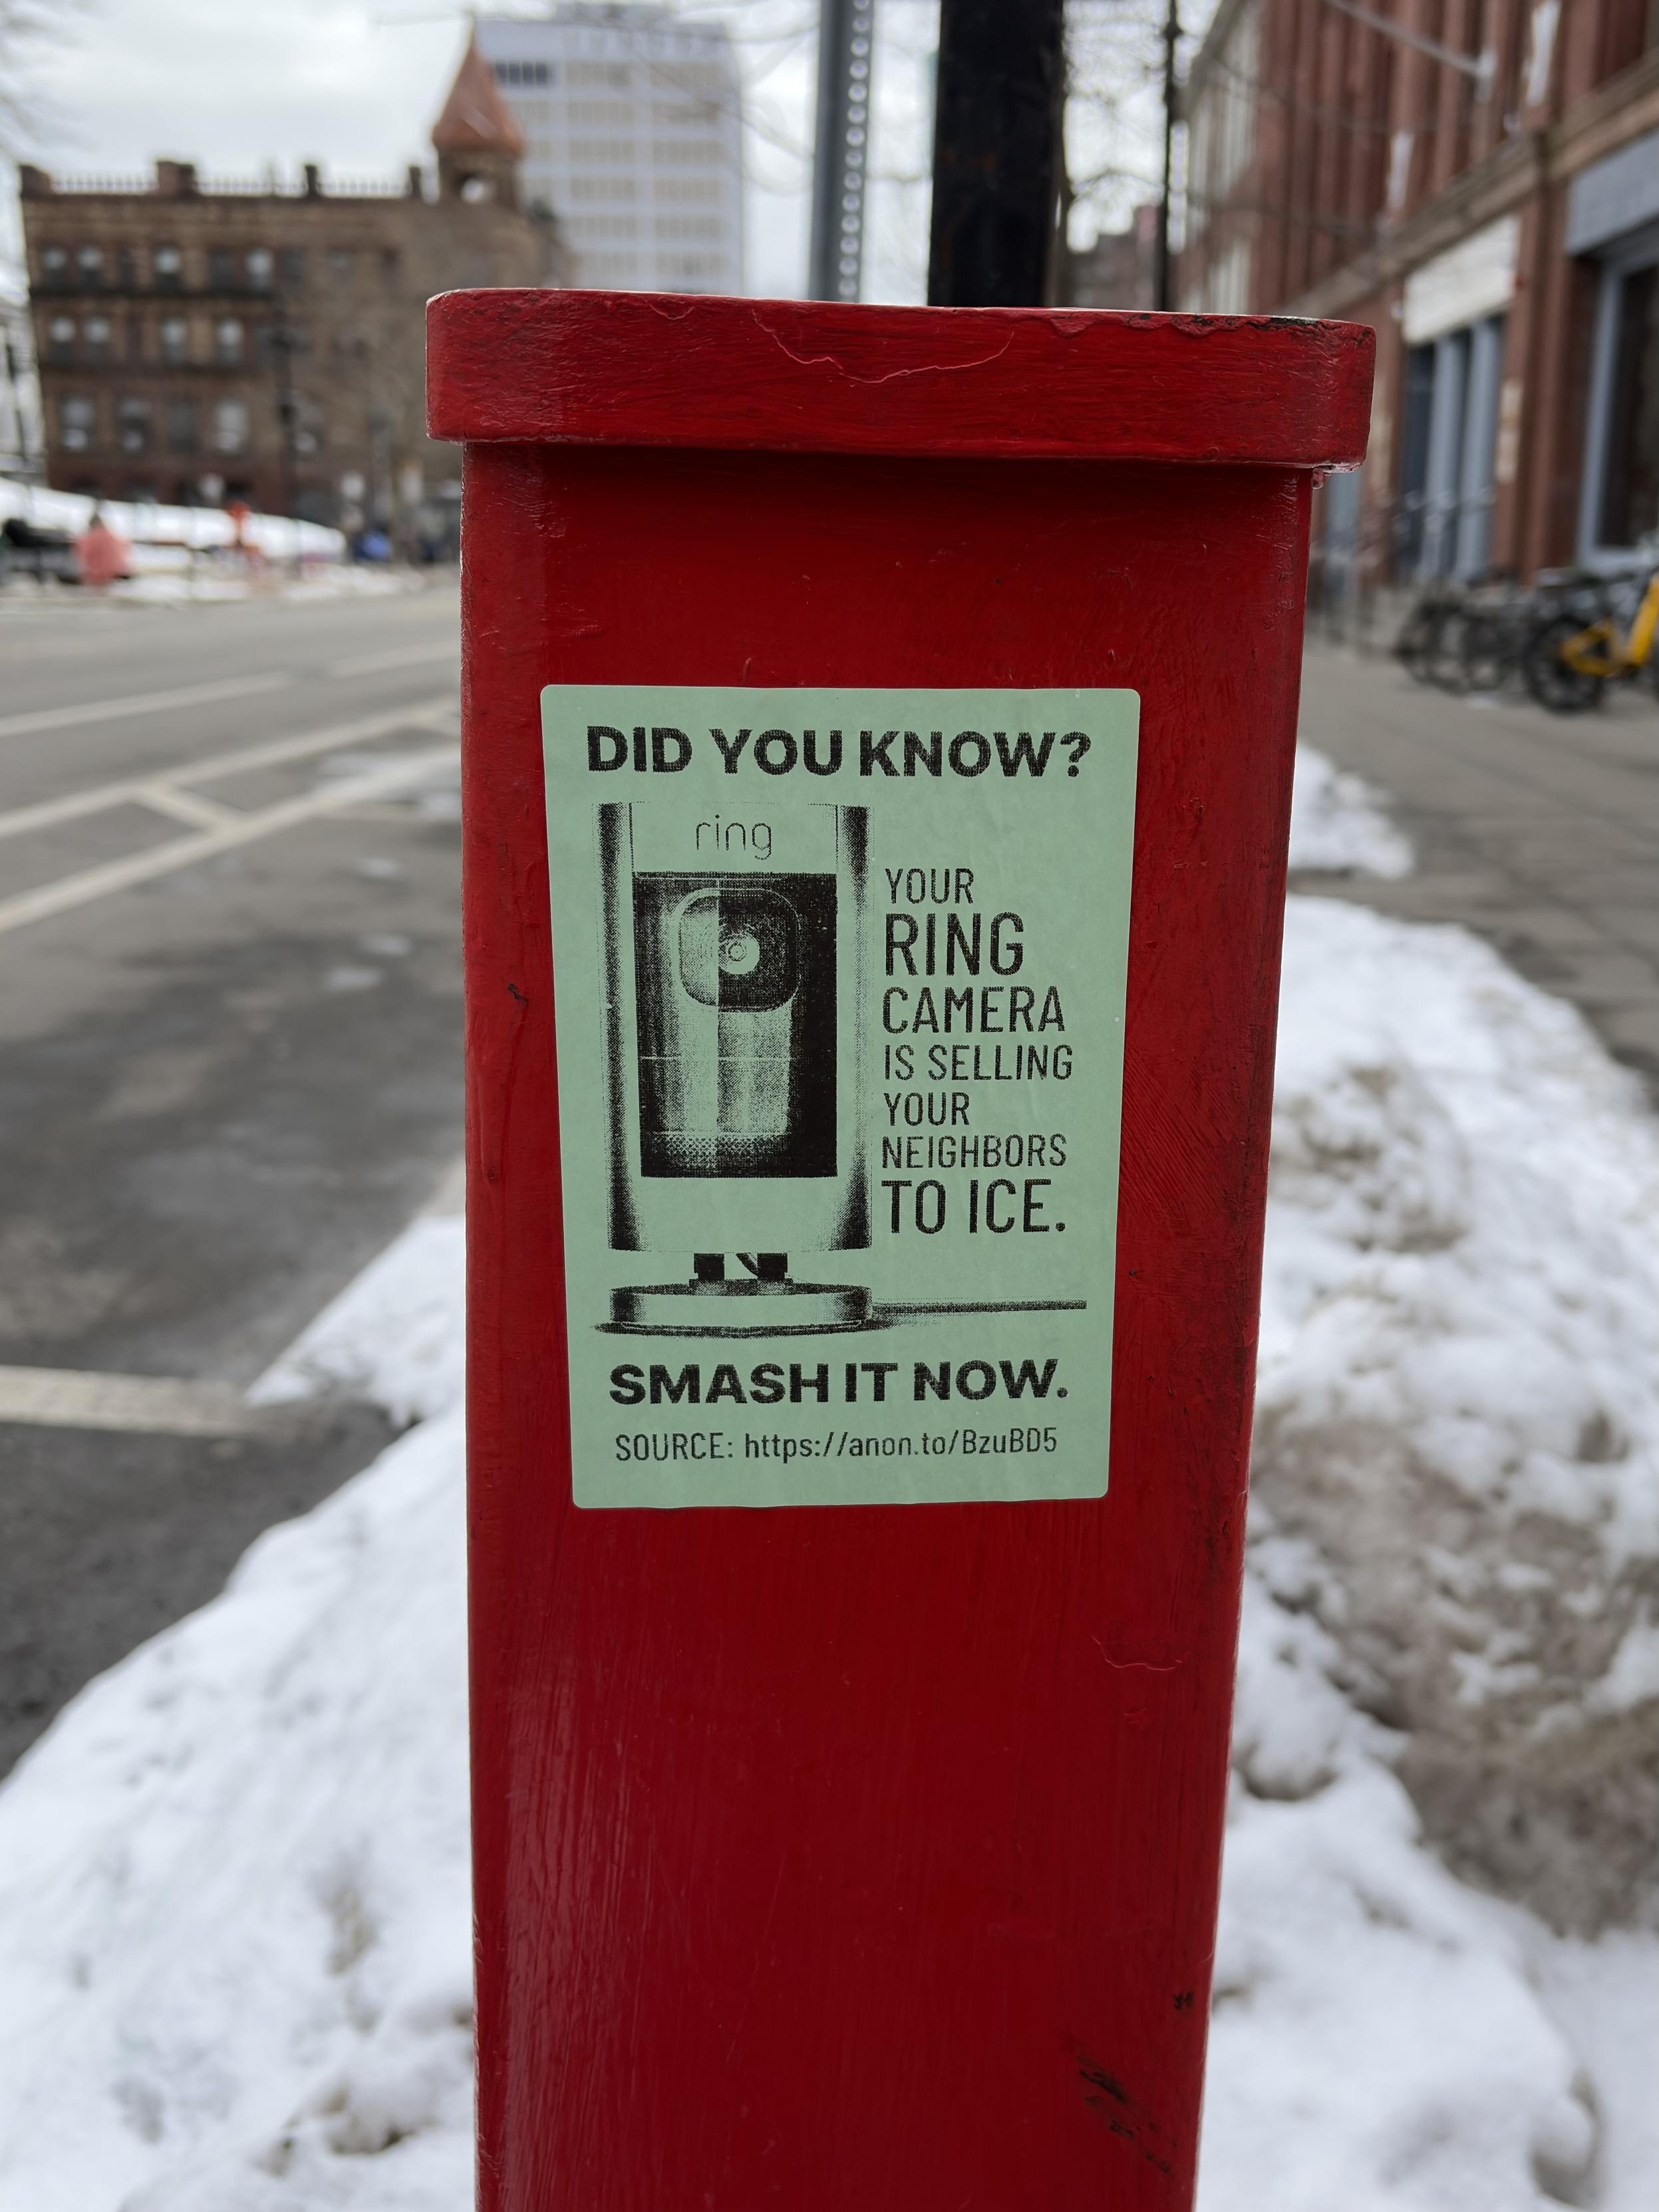 DID YOU KNOW?
ring
YOUR
RING
CAMERA
IS SELLING
YOUR
NEIGHBORS
TO ICE.
SMASH IT NOW.
SOURCE: https://anon.to/BzuBD5